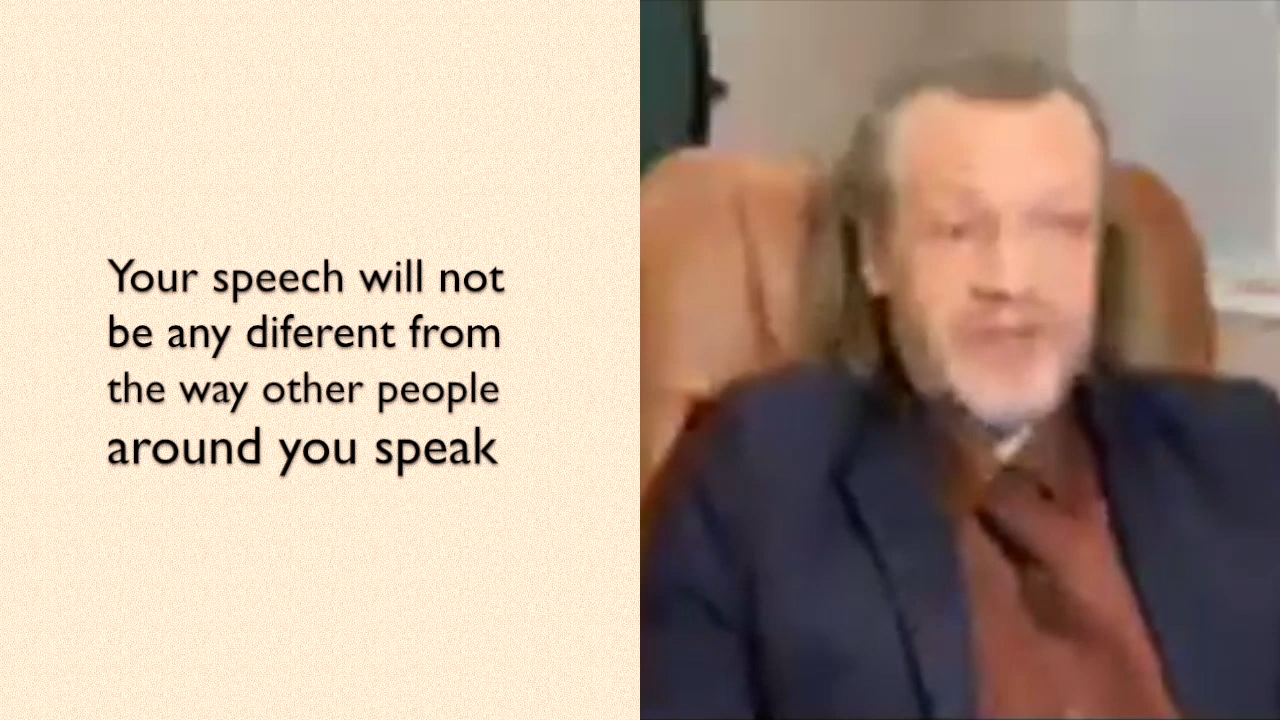 Your speech will not
be any diferent from
the way other people
around you speak